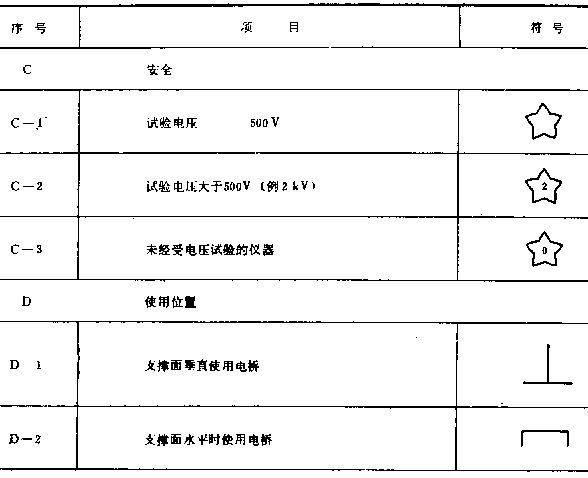 序 号 项 目 符 号
C 安全
C－1 试验电压 500V
C－2 试验电压大于500V（例2kV） 2
C－3 未经受电压试验的仪器 0
D 使用位置
D 1 支撑面垂直使用电桥
D－2 支撑面水平时使用电桥